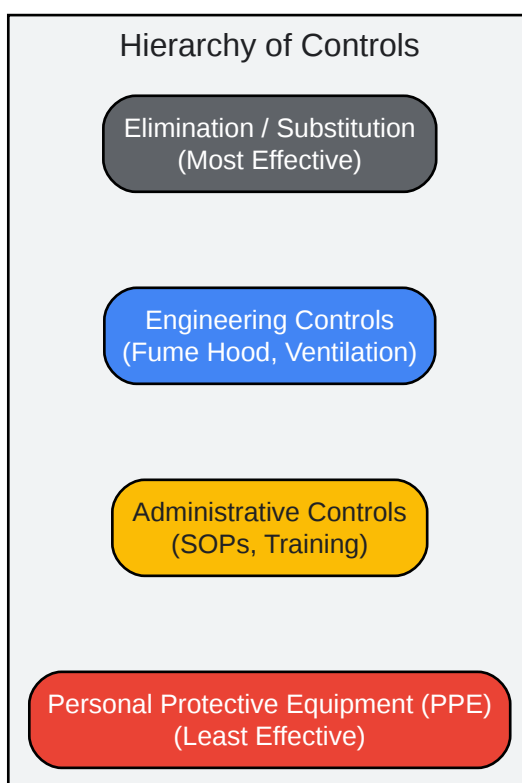 Hierarchy of Controls
Elimination / Substitution
(Most Effective)
Engineering Controls
(Fume Hood, Ventilation)
Administrative Controls
(SOPs, Training)
Personal Protective Equipment (PPE)
(Least Effective)